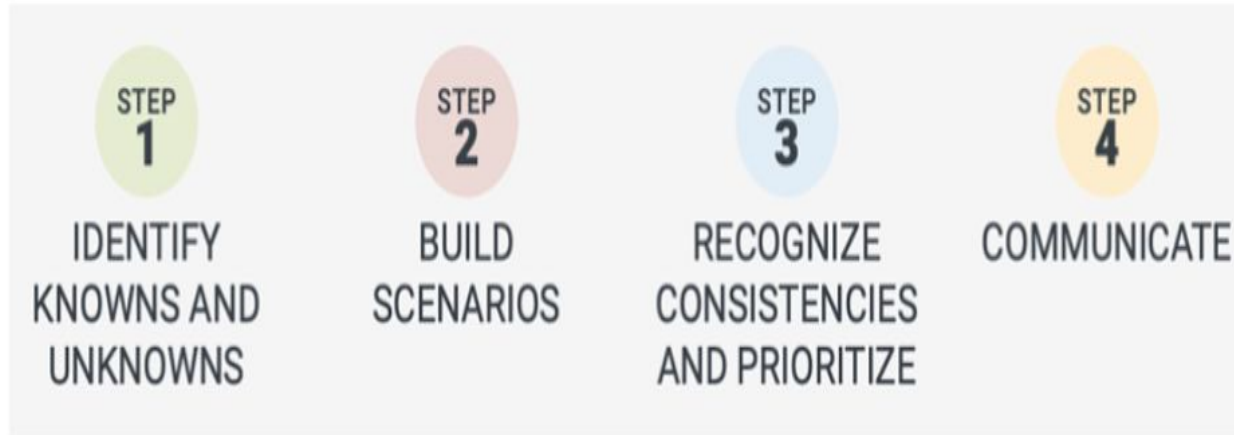 STEP
1
IDENTIFY
KNOWNS AND
UNKNOWNS
STEP
2
BUILD
SCENARIOS
STEP
3
RECOGNIZE
CONSISTENCIES
AND PRIORITIZE
STEP
4
COMMUNICATE